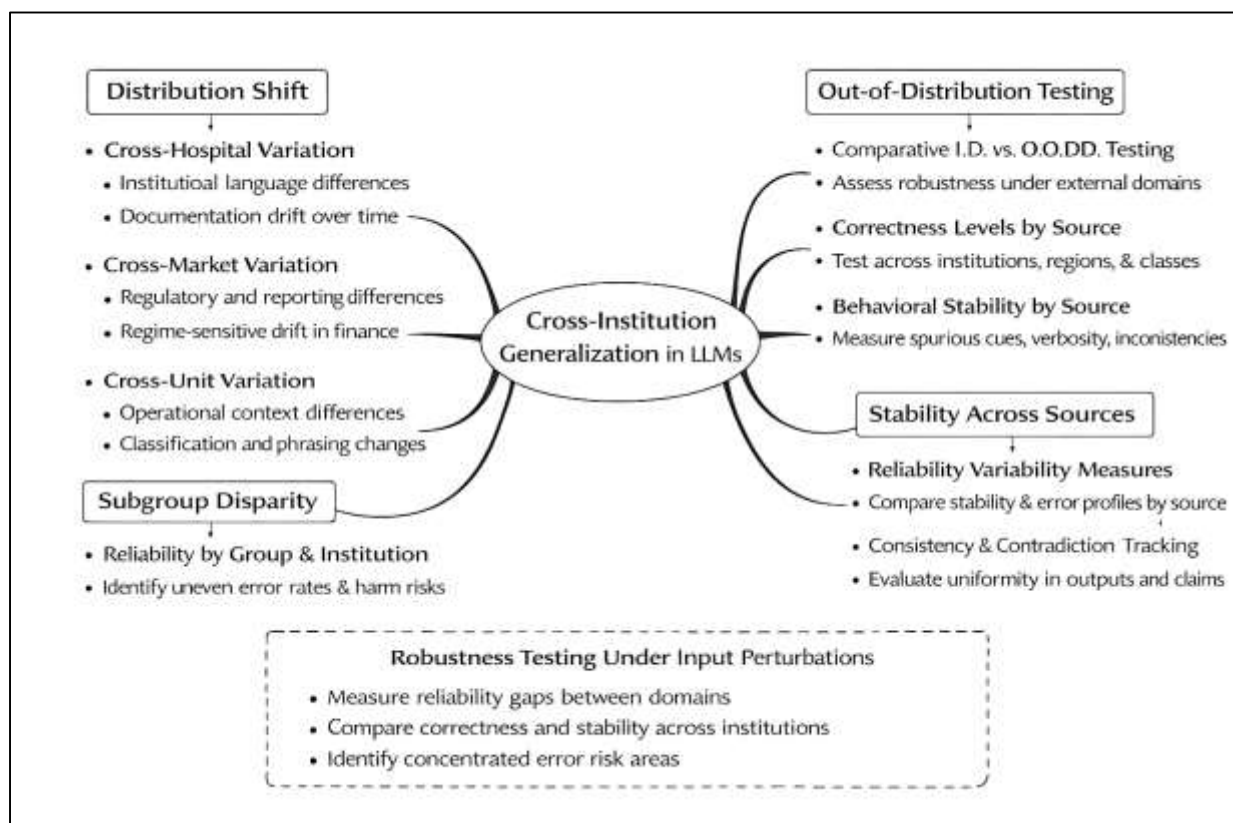 Distribution Shift
• Cross-Hospital Variation
• Institutioal language differences
• Documentation drift over time
• Cross-Market Variation
• Regulatory and reporting differences
• Regime-sensitive drift in finance
• Cross-Unit Variation
• Operational context differences
• Classification and phrasing changes
Subgroup Disparity
• Reliability by Group & Institution
• Identify uneven error rates & harm risks
Cross-Institution
Generalization in LLMs
Out-of-Distribution Testing
• Comparative I.D. vs. O.O.DD. Testing
• Assess robustness under external domains
• Correctness Levels by Source
• Test across institutions, regions, & classes
• Behavioral Stability by Source
• Measure spurious cues, verbosity, inconsistencies
Stability Across Sources
• Reliability Variability Measures
• Compare stability & error profiles by source
• Consistency & Contradiction Tracking
• Evaluate uniformity in outputs and claims
Robustness Testing Under Input Perturbations
• Measure reliability gaps between domains
• Compare correctness and stability across institutions
• Identify concentrated error risk areas